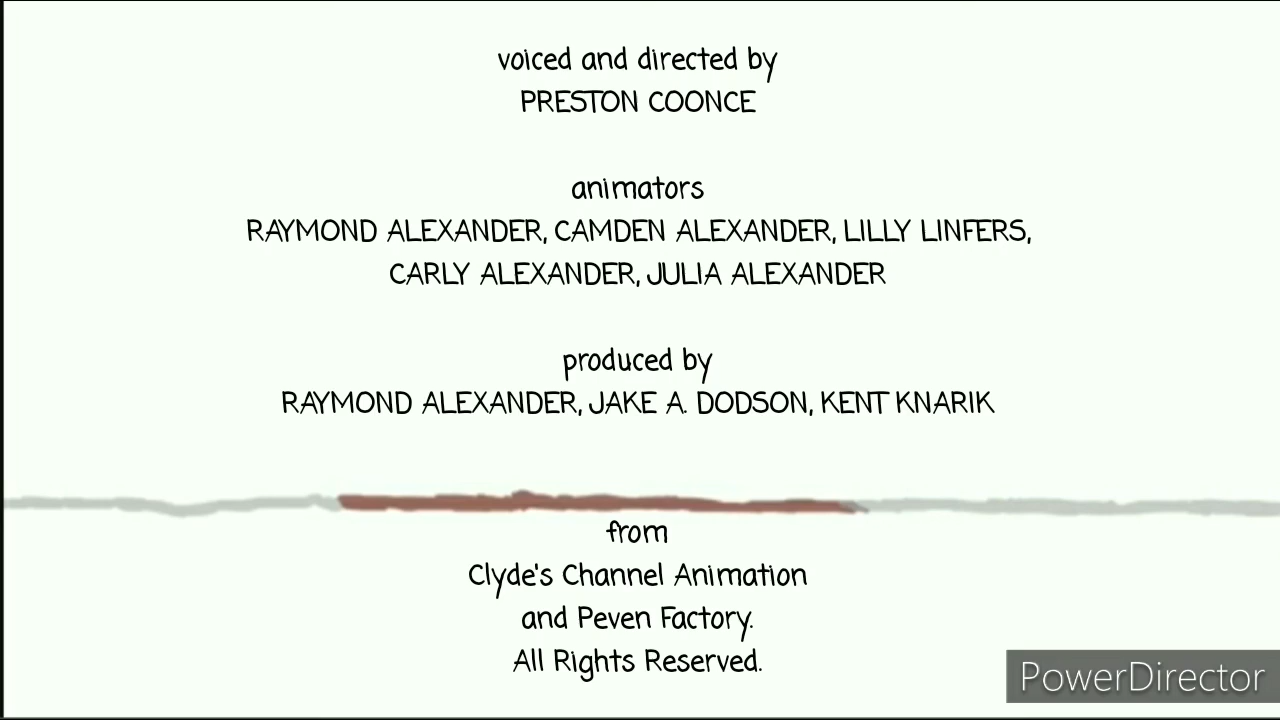 voiced and directed by
PRESTON COONCE
animators
RAYMOND ALEXANDER, CAMDEN ALEXANDER, LILLY LINFERS,
CARLY ALEXANDER, JULIA ALEXANDER
produced by
RAYMOND ALEXANDER, JAKE A. DODSON, KENT KNARIK
from
Clyde's Channel Animation
and Peven Factory.
All Rights Reserved.
PowerDirector